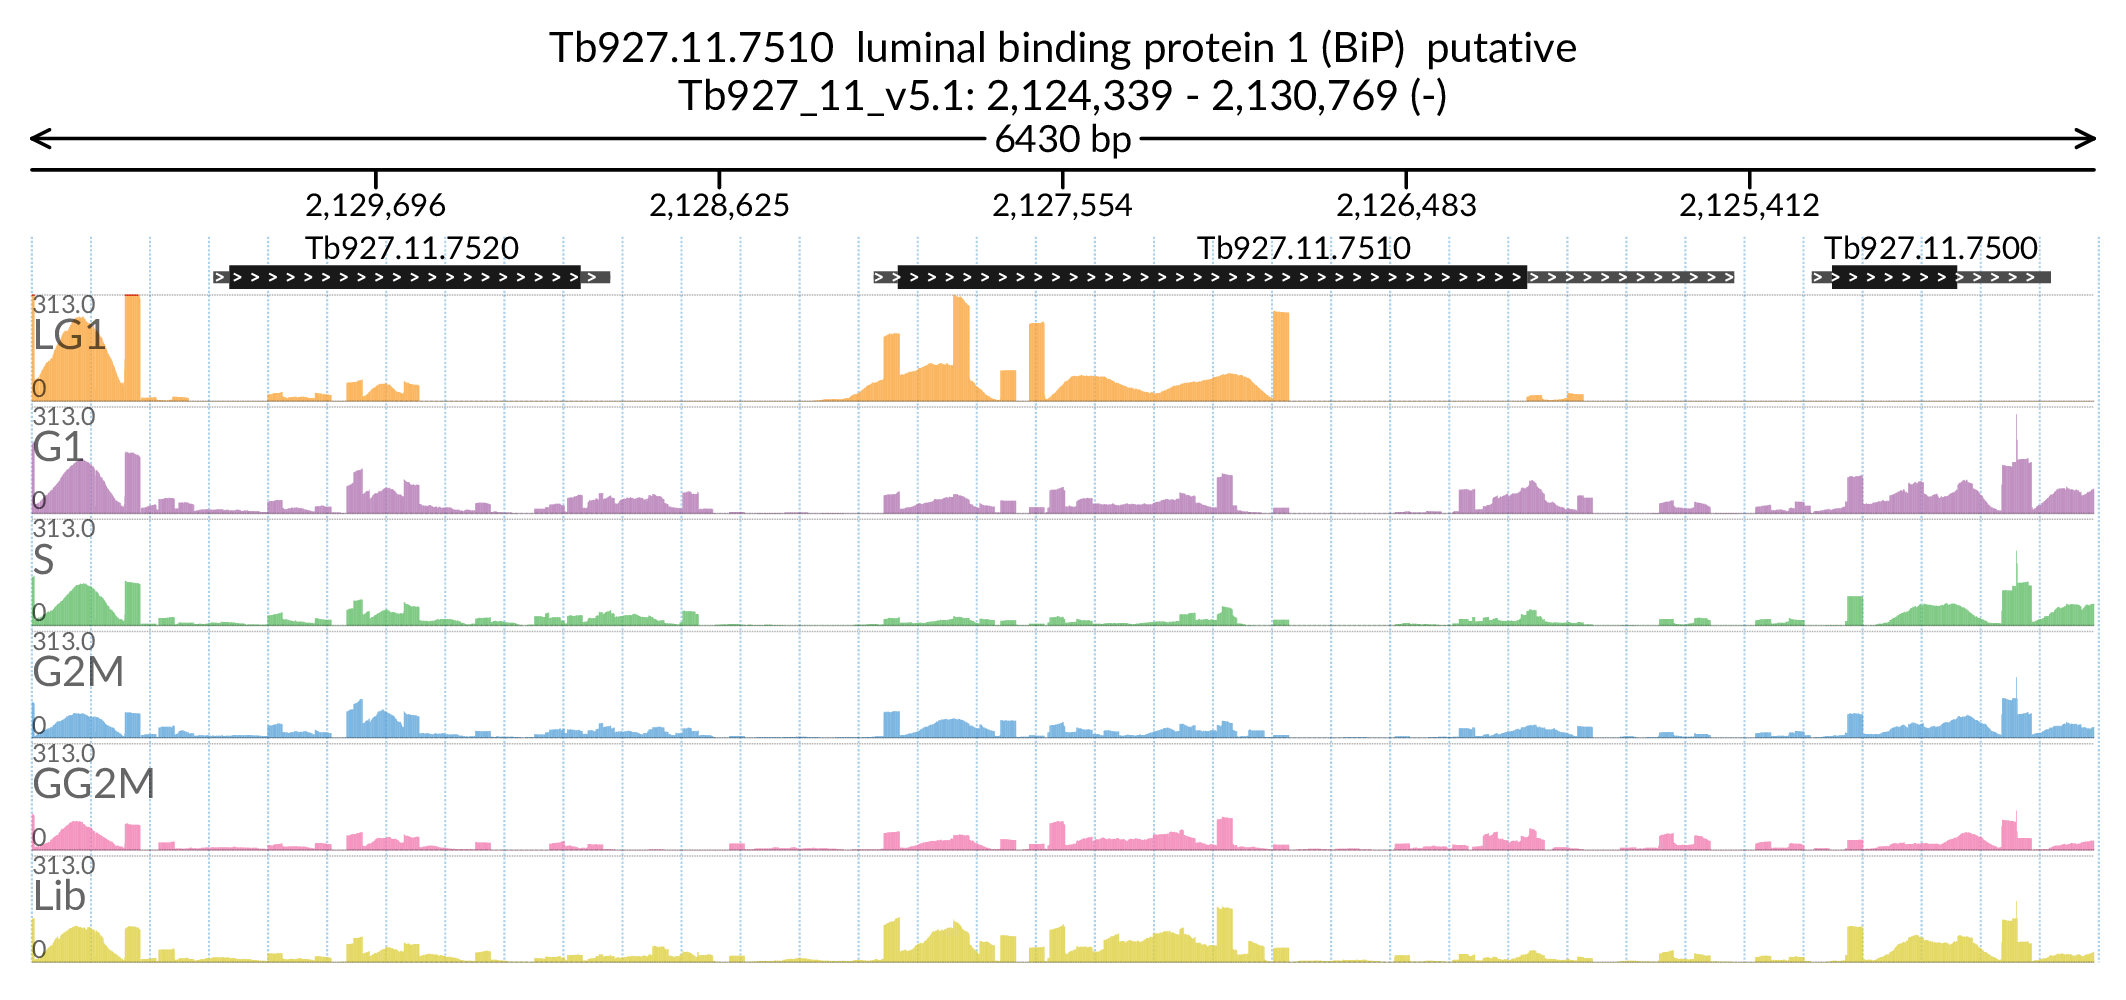 Tb927.11.7510  luminal binding protein 1 (BiP)  putative
Tb927_11_v5.1: 2,124,339 - 2,130,769 (-)
6430 bp
2,129,696 2,128,625 2,127,554 2,126,483 2,125,412
Tb927.11.7520 Tb927.11.7510 Tb927.11.7500
313.0
LG1
0
313.0
G1
0
313.0
S
0
313.0
G2M
0
313.0
GG2M
0
313.0
Lib
0